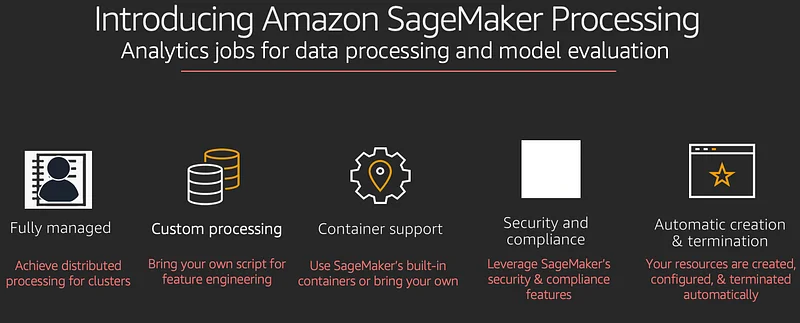 Introducing Amazon SageMaker Processing
Analytics jobs for data processing and model evaluation
Fully managed
Achieve distributed
processing for clusters
Custom processing
Bring your own script for
feature engineering
Container support
Use SageMaker's built-in
containers or bring your own
Security and
compliance
Leverage SageMaker's
security & compliance
features
Automatic creation
& termination
Your resources are created,
configured, & terminated
automatically